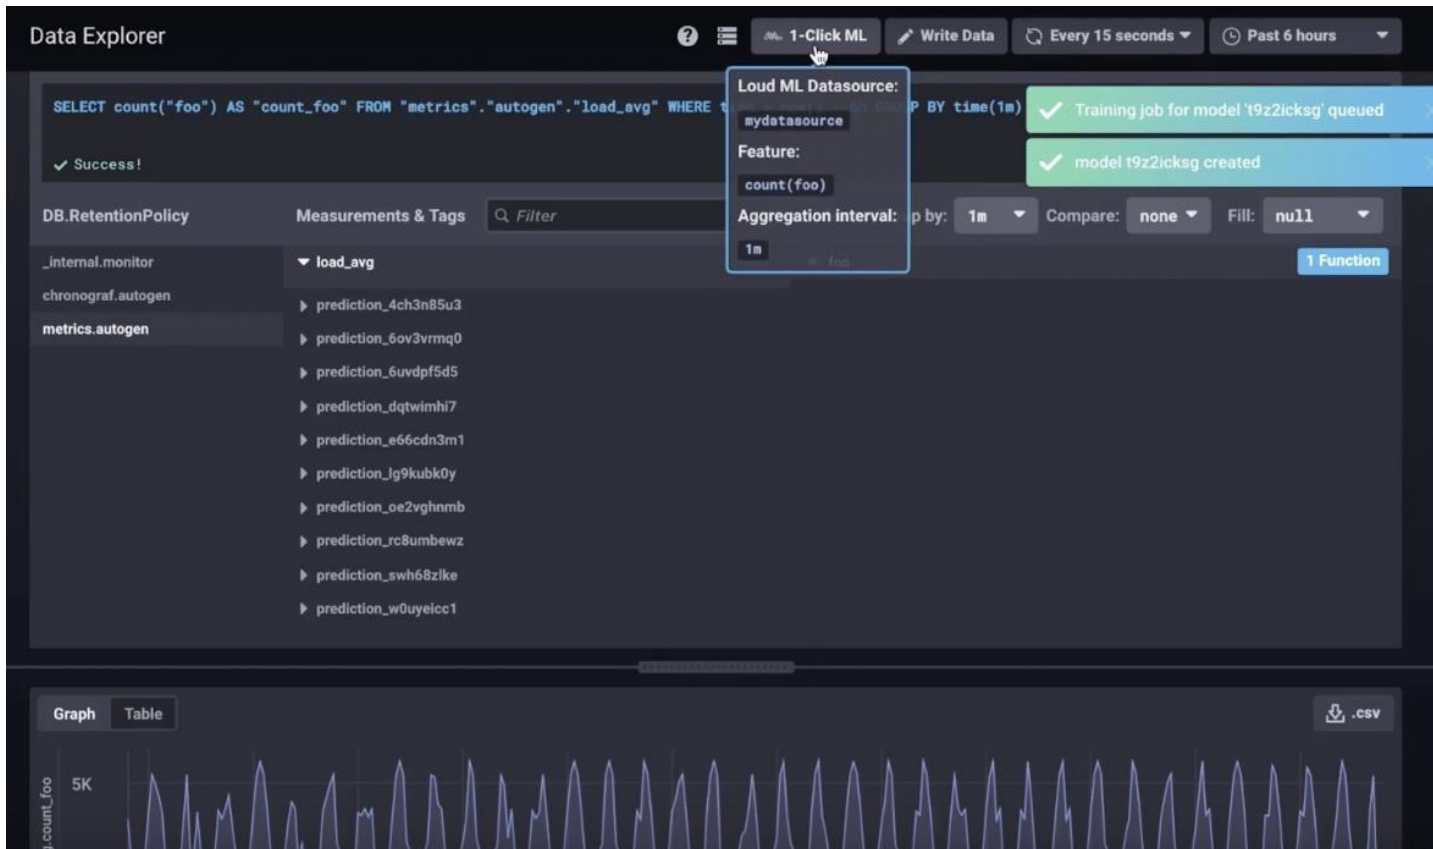 Data Explorer
1-Click ML
Write Data
Every 15 seconds
Past 6 hours
SELECT count("foo") AS "count_foo" FROM "metrics"."autogen"."load_avg" WHERE P BY time(1m)
✓ Success!
Loud ML Datasource:
mydatasource
Feature:
count(foo)
Aggregation interval:
1m
Training job for model 't9z2icksg' queued
model t9z2icksg created
DB.RetentionPolicy
Measurements & Tags
Filter
by:
1m
Compare:
none
Fill:
null
_internal.monitor
chronograf.autogen
metrics.autogen
load_avg
foo
1 Function
prediction_4ch3n85u3
prediction_6ov3vrmq0
prediction_6uvdpf5d5
prediction_dqtwimhi7
prediction_e66cdn3m1
prediction_lg9kubk0y
prediction_oe2vghnmb
prediction_rc8umbewz
prediction_swh68zlke
prediction_w0uyeicc1
Graph
Table
.csv
5K
.count_foo